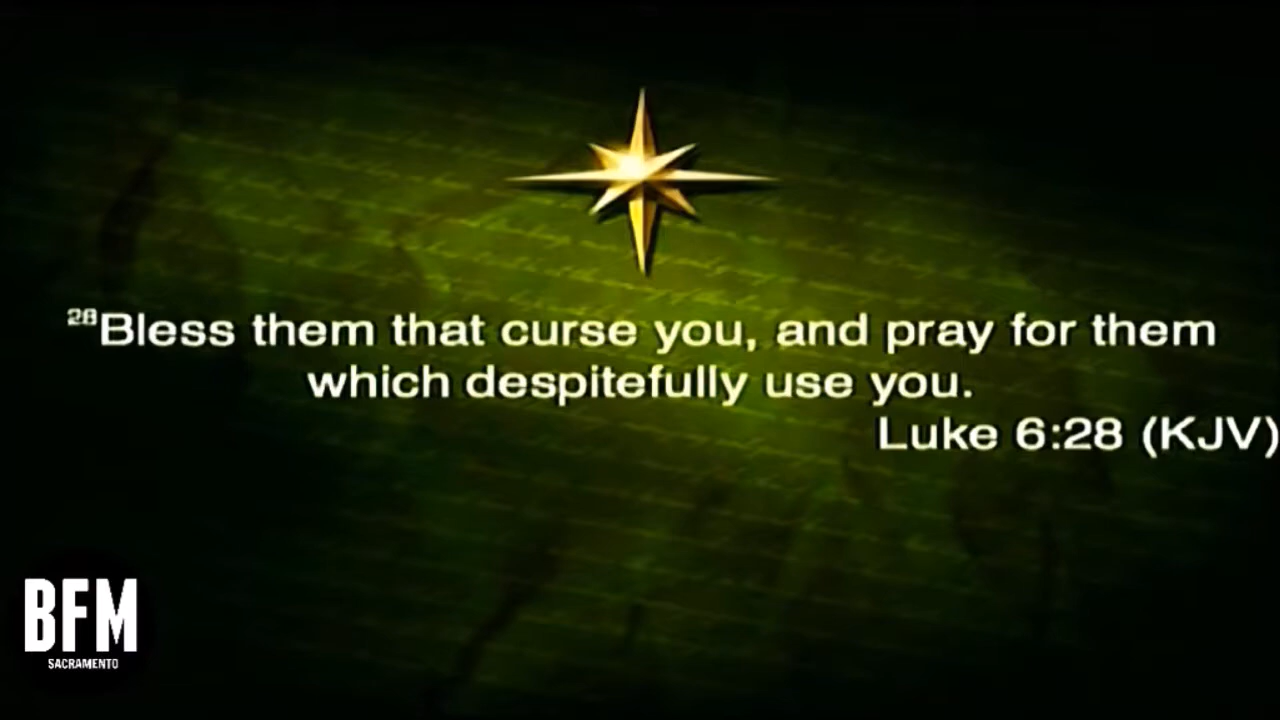 ²⁸Bless them that curse you, and pray for them
which despitefully use you.
Luke 6:28 (KJV)
BFM
SACRAMENTO